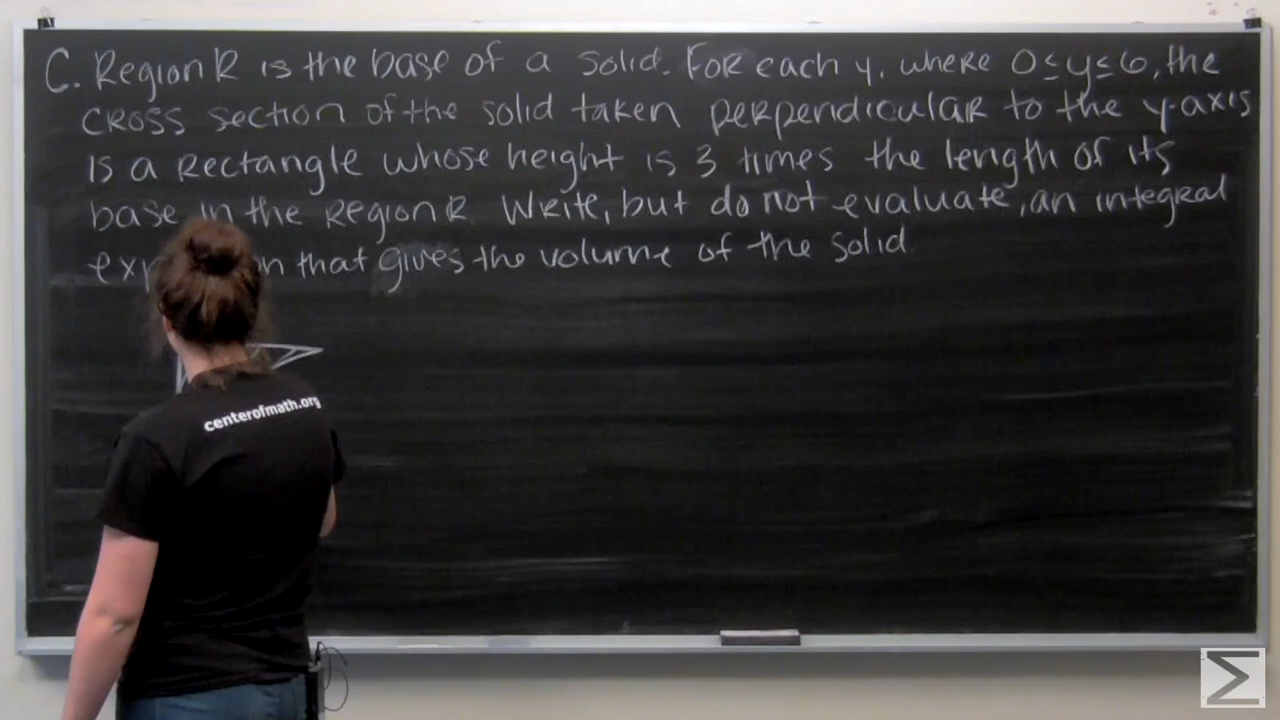 C. Region R is the base of a solid. For each y, where 0≤y≤6, the
cross section of the solid taken perpendicular to the y-axis
is a rectangle whose height is 3 times the length of its
base in the region R Write, but do not evaluate, an integral
that gives the volume of the solid
centerofmath.org
Σ